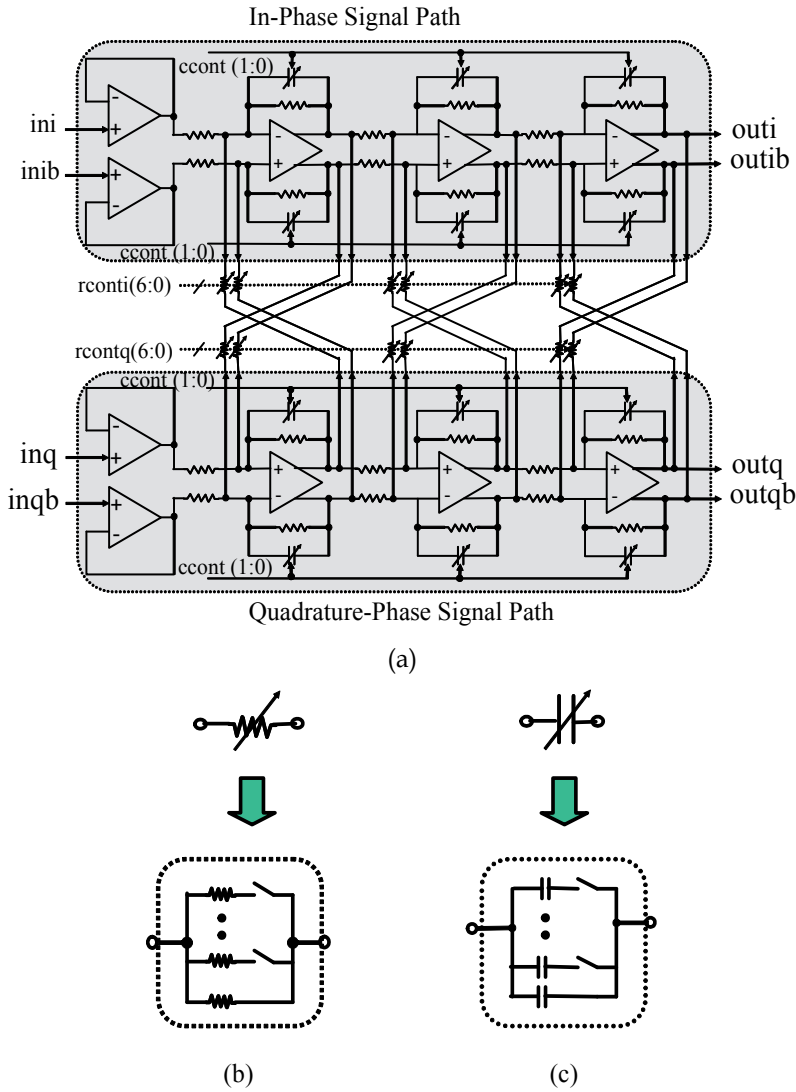 In-Phase Signal Path
ccont (1:0)
ini
inib
outi
outib
ccont (1:0)
rconti(6:0)
rcontq(6:0)
ccont (1:0)
inq
inqb
outq
outqb
ccont (1:0)
Quadrature-Phase Signal Path
(a)
(b)
(c)